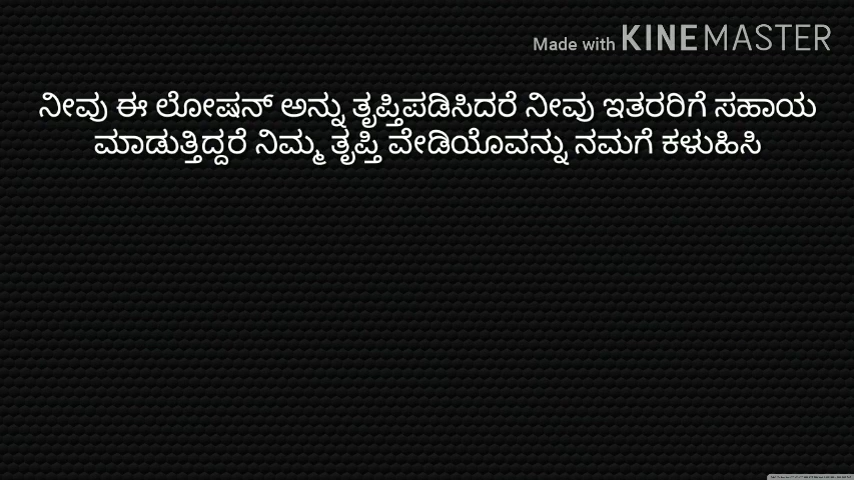 Made with KINEMASTER
ನೀವು ಈ ಲೋಷನ್ ಅನ್ನು ತೃಪ್ತಿಪಡಿಸಿದರೆ ನೀವು ಇತರರಿಗೆ ಸಹಾಯ
ಮಾಡುತ್ತಿದ್ದರೆ ನಿಮ್ಮ ತೃಪ್ತಿ ವೇಡಿಯೊವನ್ನು ನಮಗೆ ಕಳುಹಿಸಿ